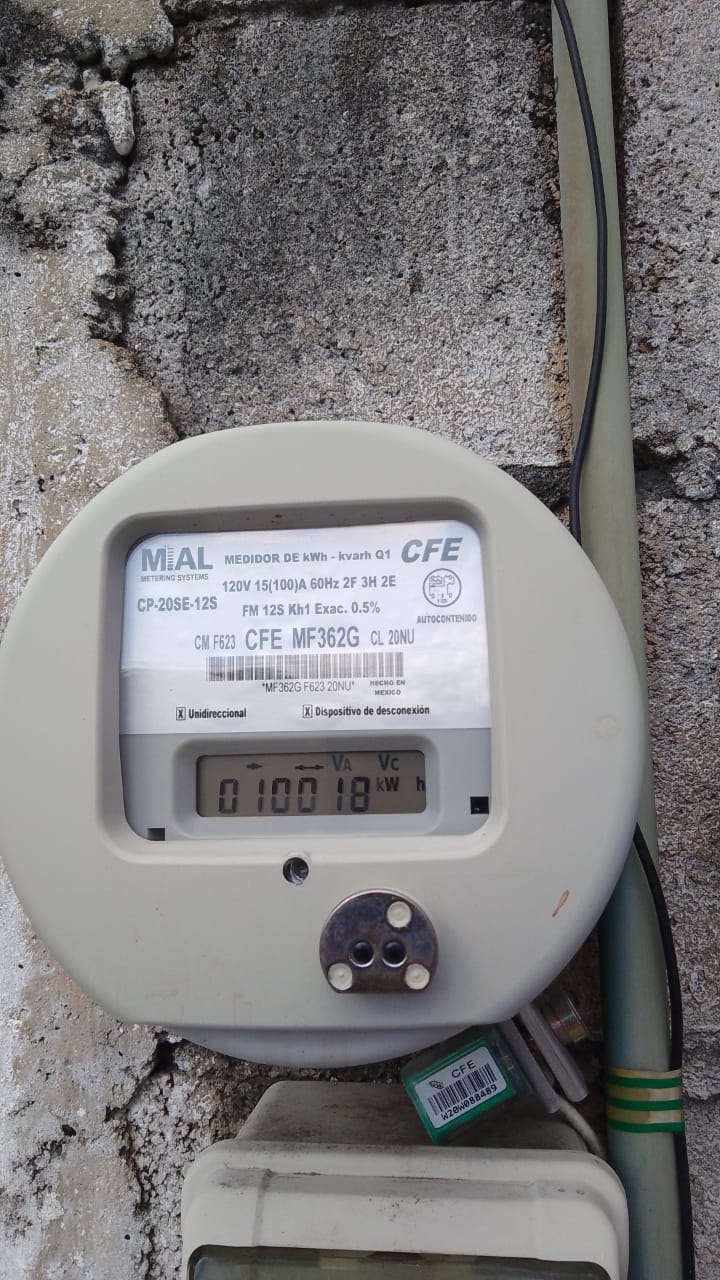 MIAL
METERING SYSTEMS
MEDIDOR DE kWh - kvarh Q1
CFE
120V 15(100)A 60Hz 2F 3H 2E
CP-20SE-12S
FM 12S Kh1 Exac. 0.5%
AUTOCONTENIDO
CM F623 CFE MF362G CL 20NU
*MF362G F623 20NU*
HECHO EN
MEXICO
X Unidireccional
X Dispositivo de desconexión
VA VC
010018 kW h
CFE
W20W088489